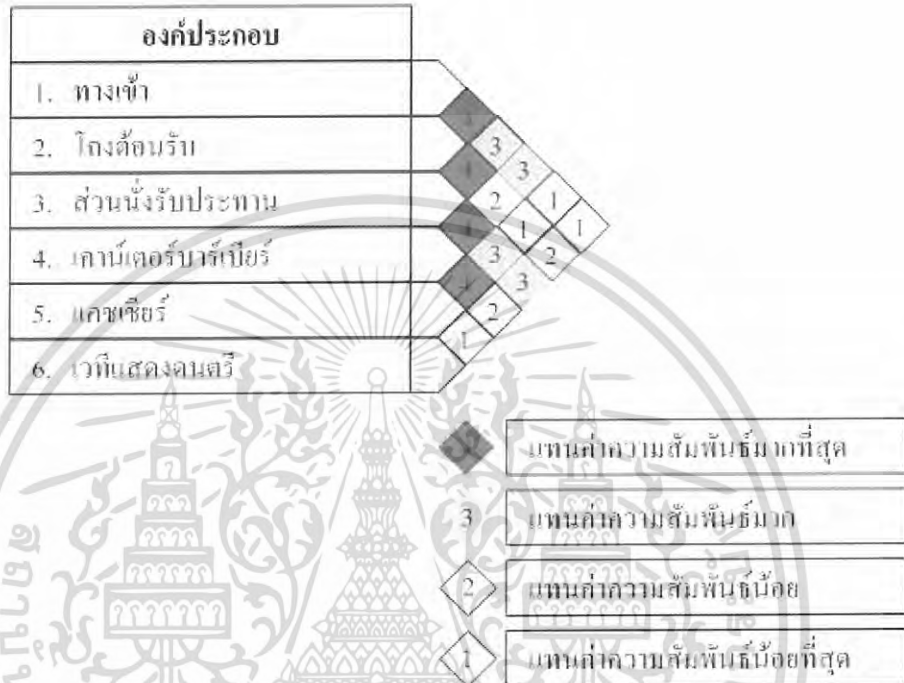 องค์ประกอบ
1. ทางเข้า
2. โถงต้อนรับ
3. ส่วนนั่งรับประทาน
4. เคาน์เตอร์บาร์เบียร์
5. แคชเชียร์
6. เวทีแสดงดนตรี
3
3
2
1
1
1
3
2
3
2
1
แทนค่าความสัมพันธ์มากที่สุด
3 แทนค่าความสัมพันธ์มาก
2 แทนค่าความสัมพันธ์น้อย
1 แทนค่าความสัมพันธ์น้อยที่สุด